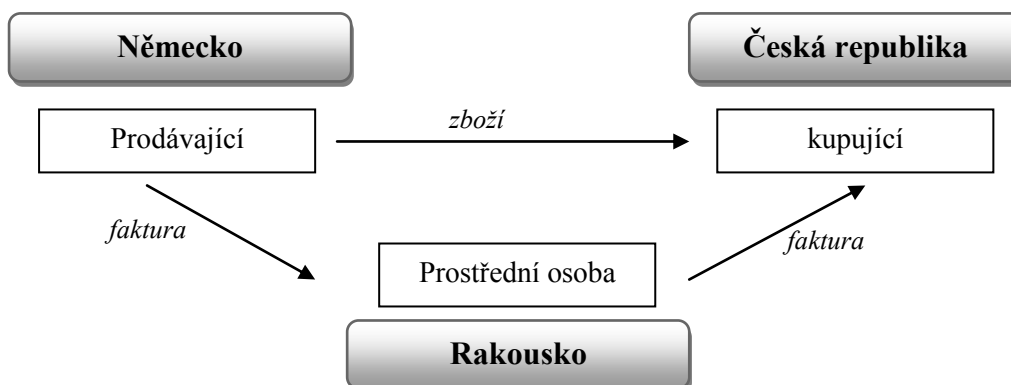 Německo
Česká republika
zboží
Prodávající
kupující
faktura
faktura
Prostřední osoba
Rakousko